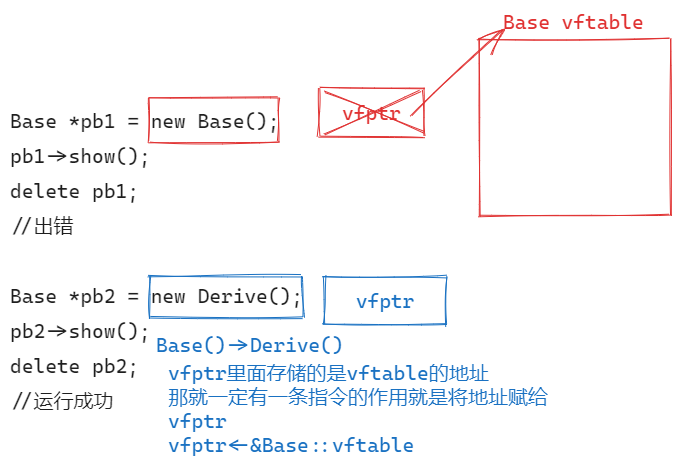 Base vftable
Base *pb1 = new Base();
vfptr
pb1->show();
delete pb1;
//出错
Base *pb2 = new Derive();
vfptr
pb2->show();
Base()->Derive()
delete pb2;
vfptr里面存储的是vftable的地址
//运行成功
那就一定有一条指令的作用就是将地址赋给
vfptr
vfptr<-&Base::vftable